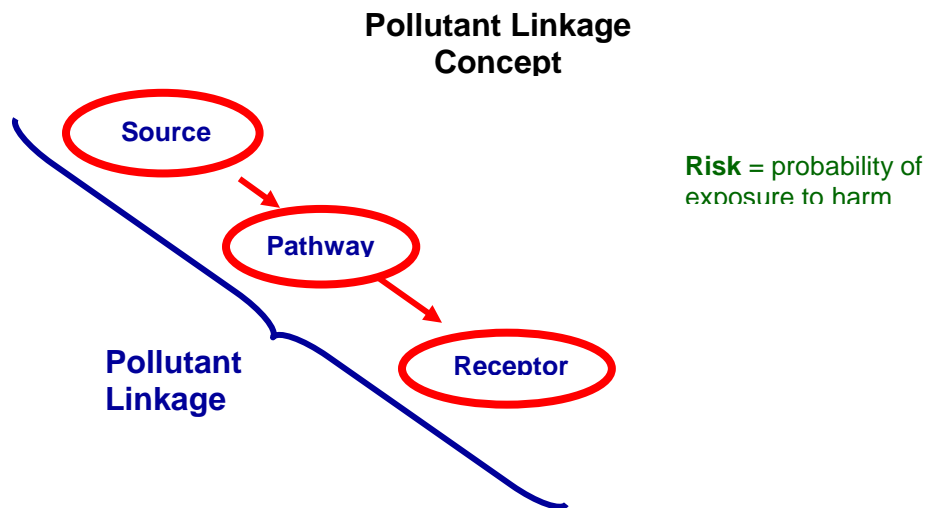 Pollutant Linkage
Concept
Source
Risk = probability of
exposure to harm
Pathway
Receptor
Pollutant
Linkage